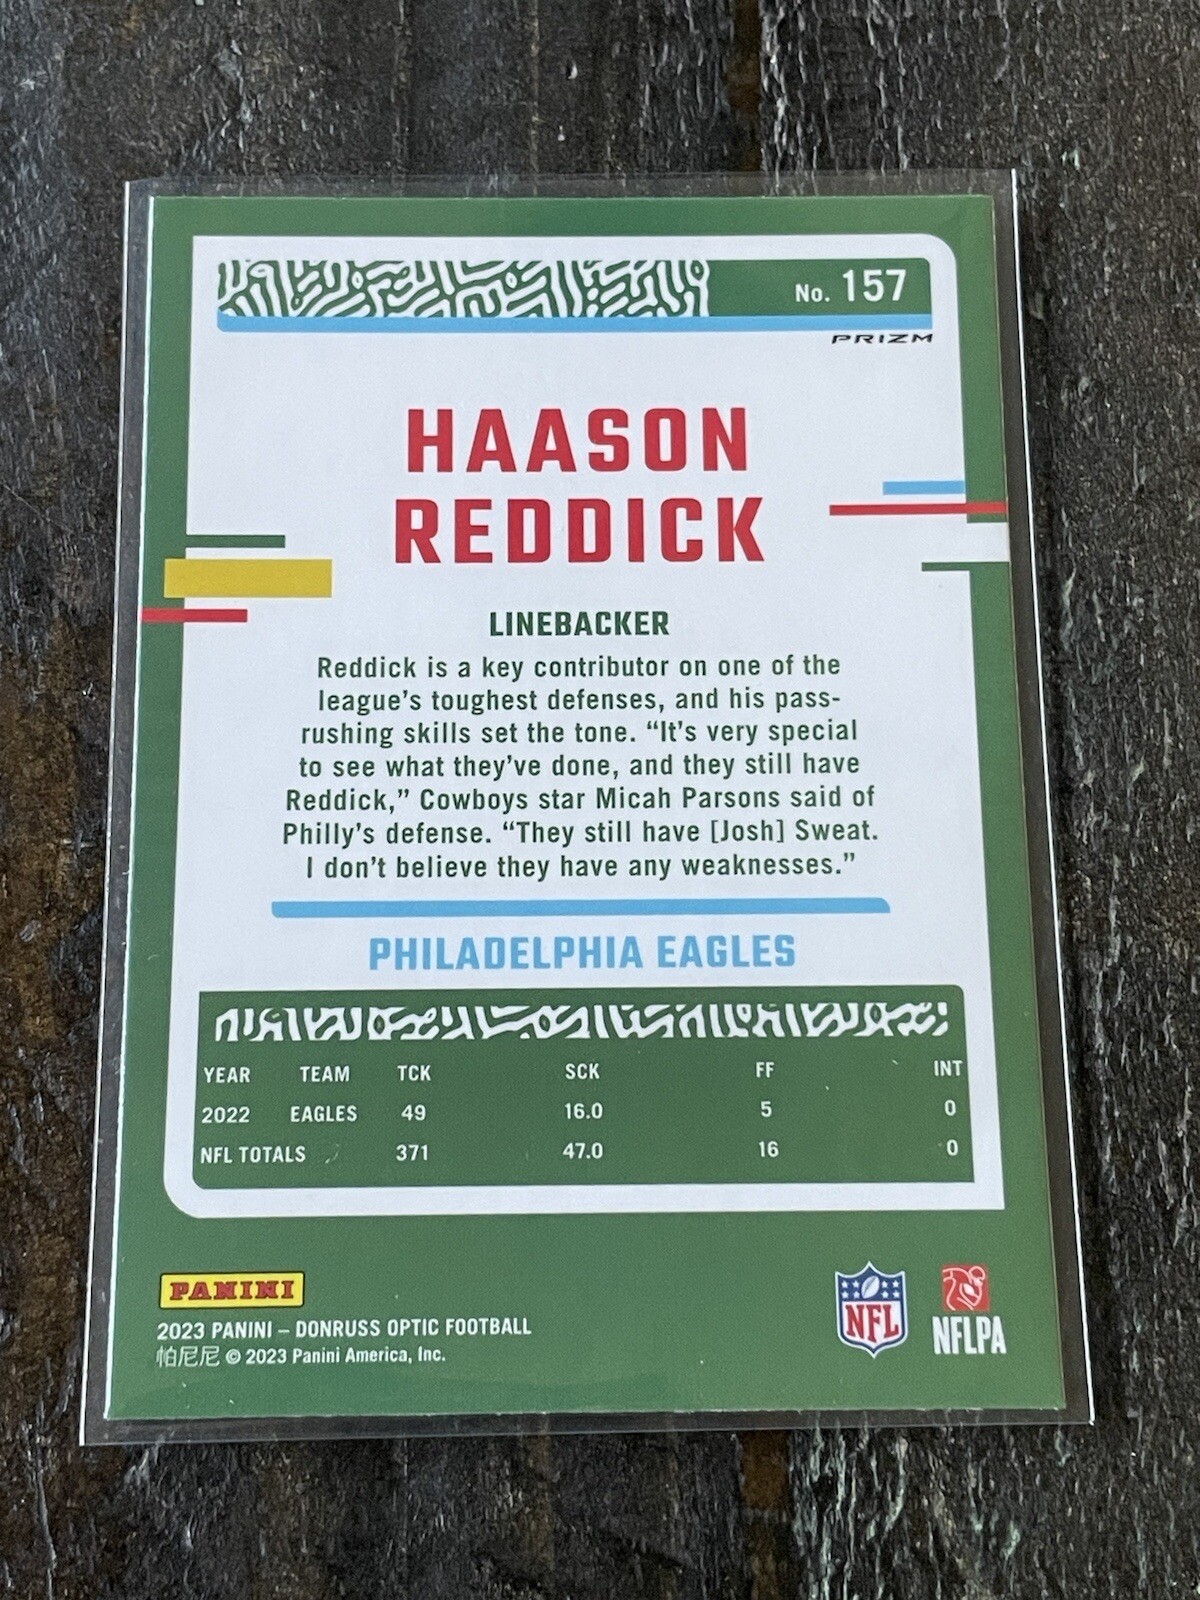 No. 157
PRIZM
HAASON
REDDICK
LINEBACKER
Reddick is a key contributor on one of the
league's toughest defenses, and his pass-
rushing skills set the tone. “It's very special
to see what they've done, and they still have
Reddick,” Cowboys star Micah Parsons said of
Philly's defense. “They still have [Josh] Sweat.
I don't believe they have any weaknesses.”
PHILADELPHIA EAGLES
YEAR TEAM TCK SCK FF INT
2022 EAGLES 49 16.0 5 0
NFL TOTALS 371 47.0 16 0
PANINI
NFL
NFLPA
2023 PANINI – DONRUSS OPTIC FOOTBALL
帕尼尼 © 2023 Panini America, Inc.